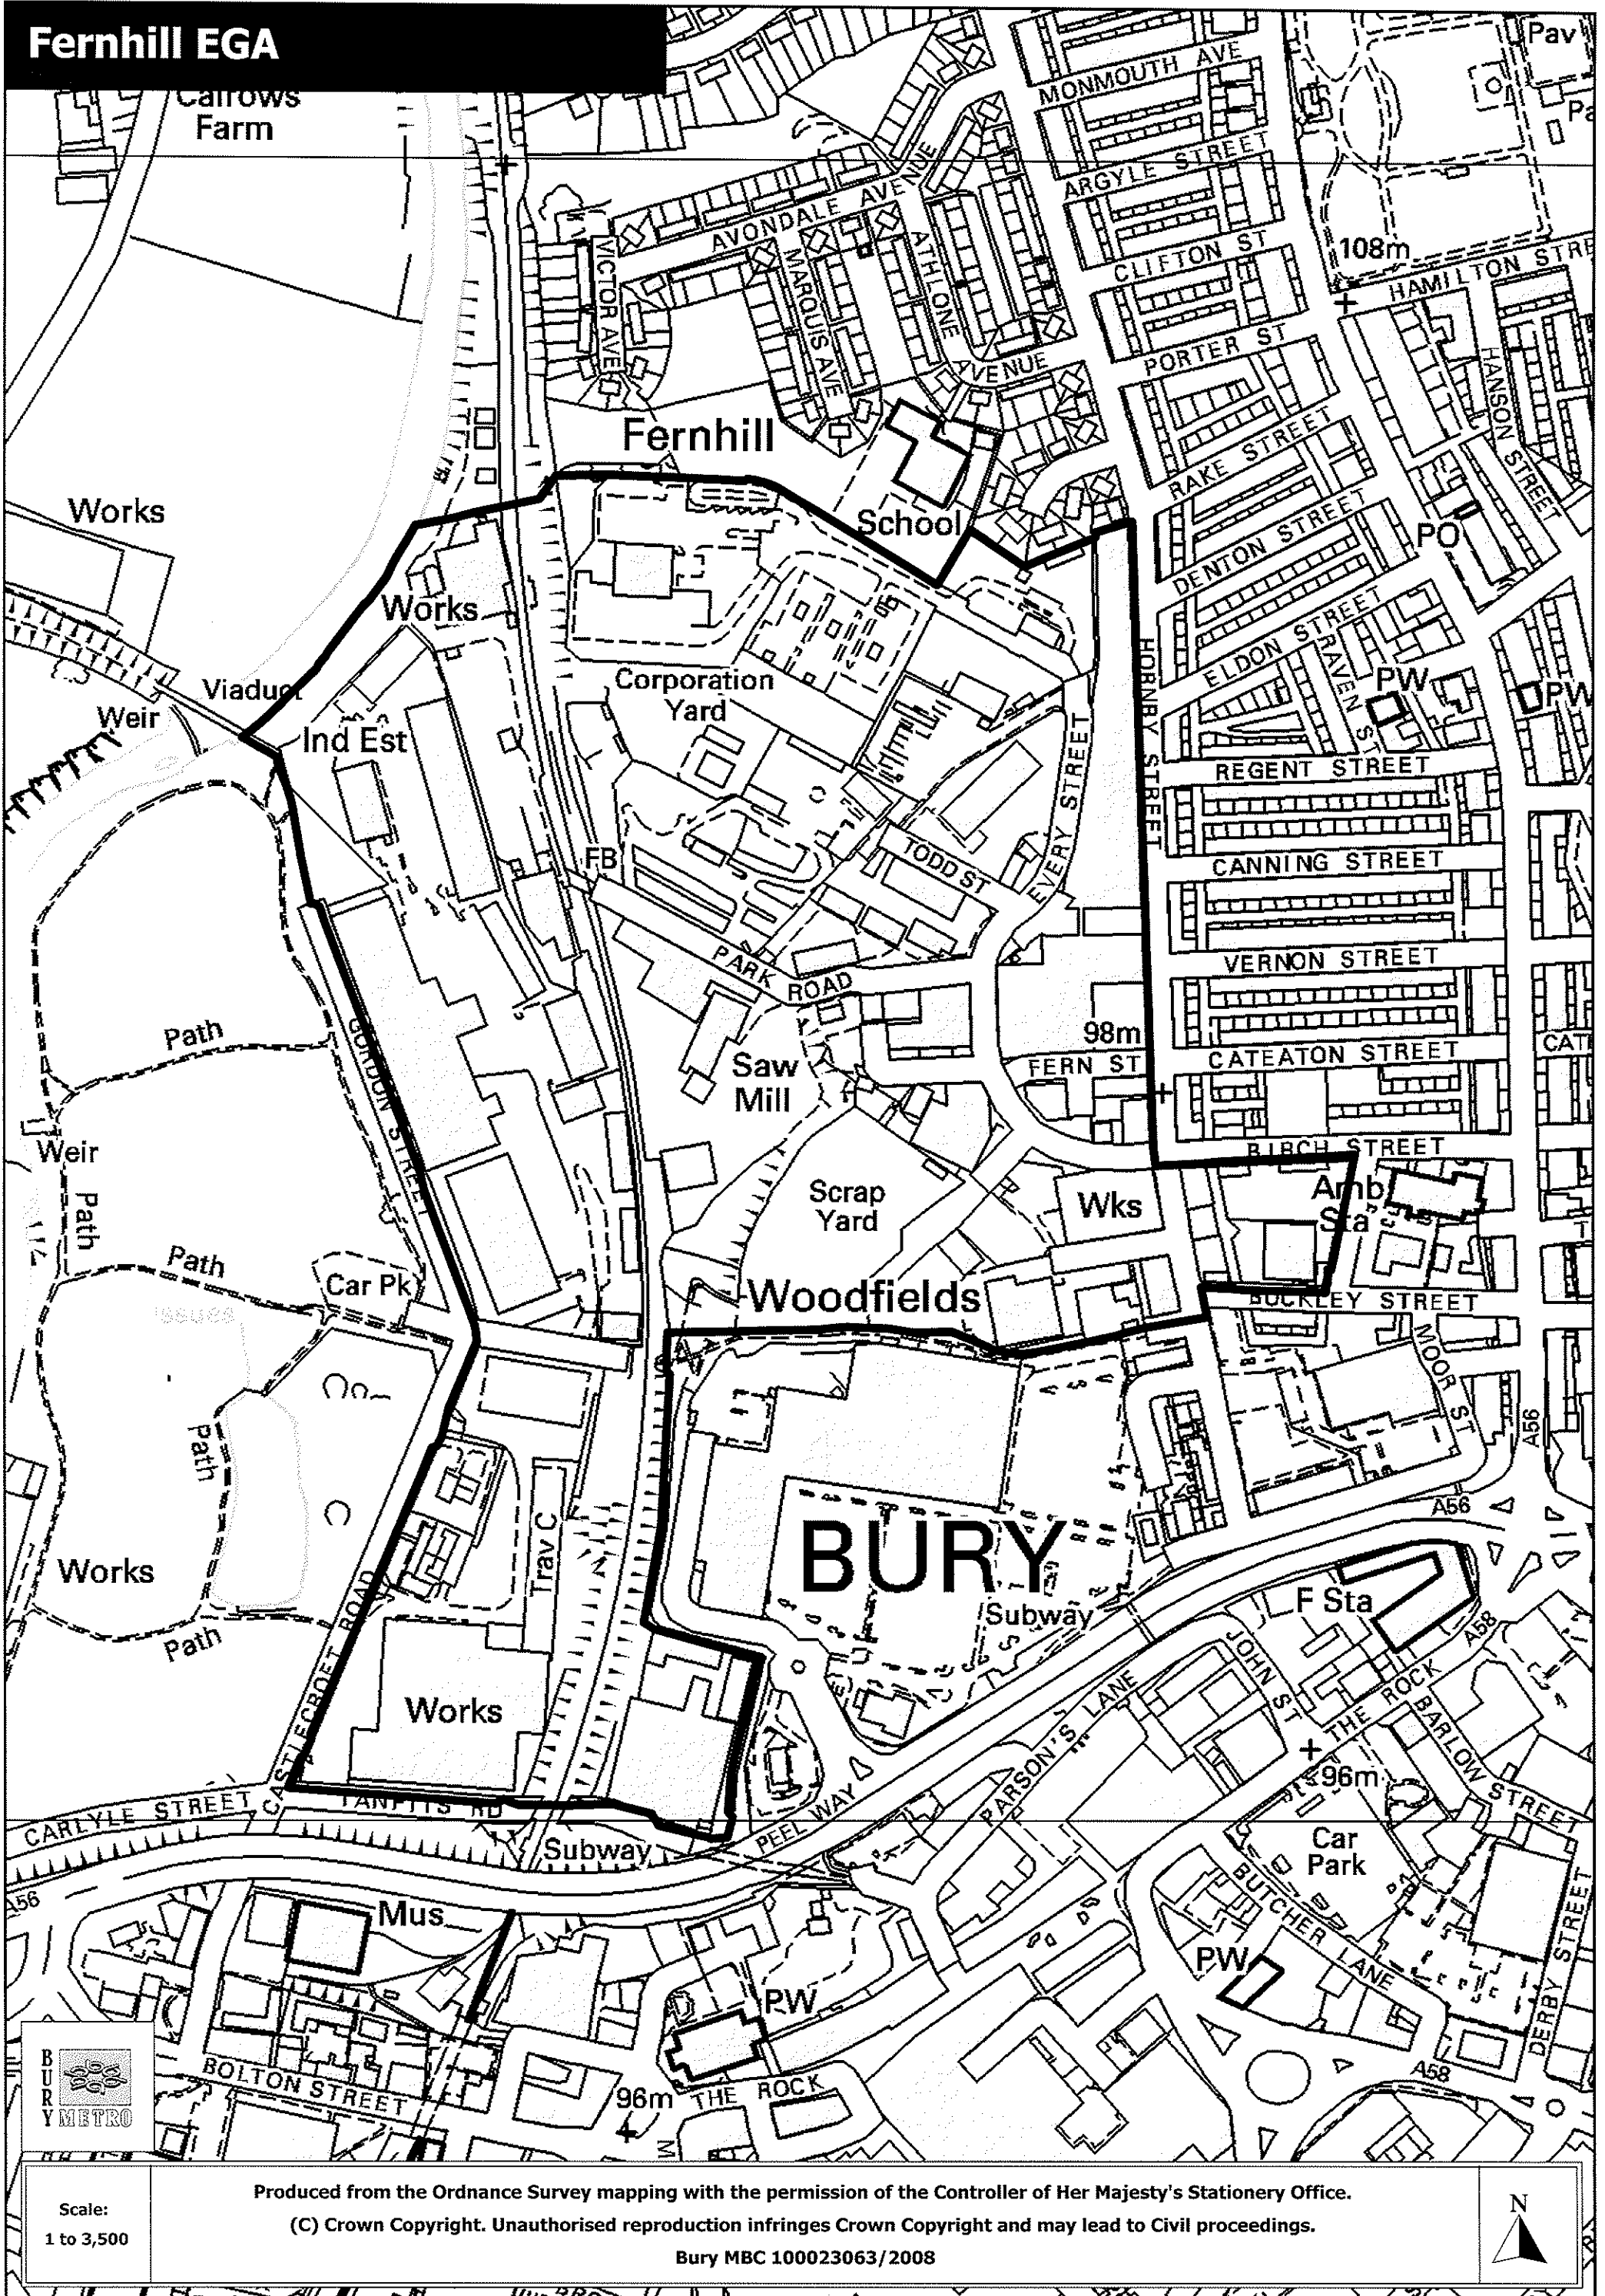 Fernhill EGA
Pav
MONMOUTH AVE
Calrows
Farm
ARGYLE STREET
AVONDALE AVENUE
VICTOR AVE
MARQUIS AVE
ATHLONE
AVENUE
CLIFTON ST
108m
HAMILTON STRE
PORTER ST
HANSON STREET
Fernhill
RAKE STREET
Works
School
DENTON STREET
PO
Works
ELDON STREET
HORNBY STREET
RAVEN ST
PW
PW
Viaduct
Weir
Corporation
Yard
Ind Est
EVERY STREET
REGENT STREET
FB
TODD ST
CANNING STREET
PARK ROAD
VERNON STREET
Path
GORDON STREET
98m
Saw
Mill
FERN ST
CATEATON STREET
CATE
Weir
BIRCH STREET
Path
Scrap
Yard
Wks
Amb
Sta
Path
Car Pk
Woodfields
BUCKLEY STREET
Issues
MOOR ST
A56
Path
Trav C
BURY
A56
Works
CASTLECROFT ROAD
Subway
F Sta
A58
Path
JOHN ST
Works
PARSON'S LANE
THE ROCK
BARLOW STREET
96m
CARLYLE STREET
TANPITS RD
PEEL WAY
Subway
Car
Park
BUTCHER LANE
A56
Mus
DERBY STREET
PW
PW
BOLTON STREET
96m
THE ROCK
A58
BURY
METRO
M
Scale:
1 to 3,500
Produced from the Ordnance Survey mapping with the permission of the Controller of Her Majesty's Stationery Office.
(C) Crown Copyright. Unauthorised reproduction infringes Crown Copyright and may lead to Civil proceedings.
Bury MBC 100023063/2008
N